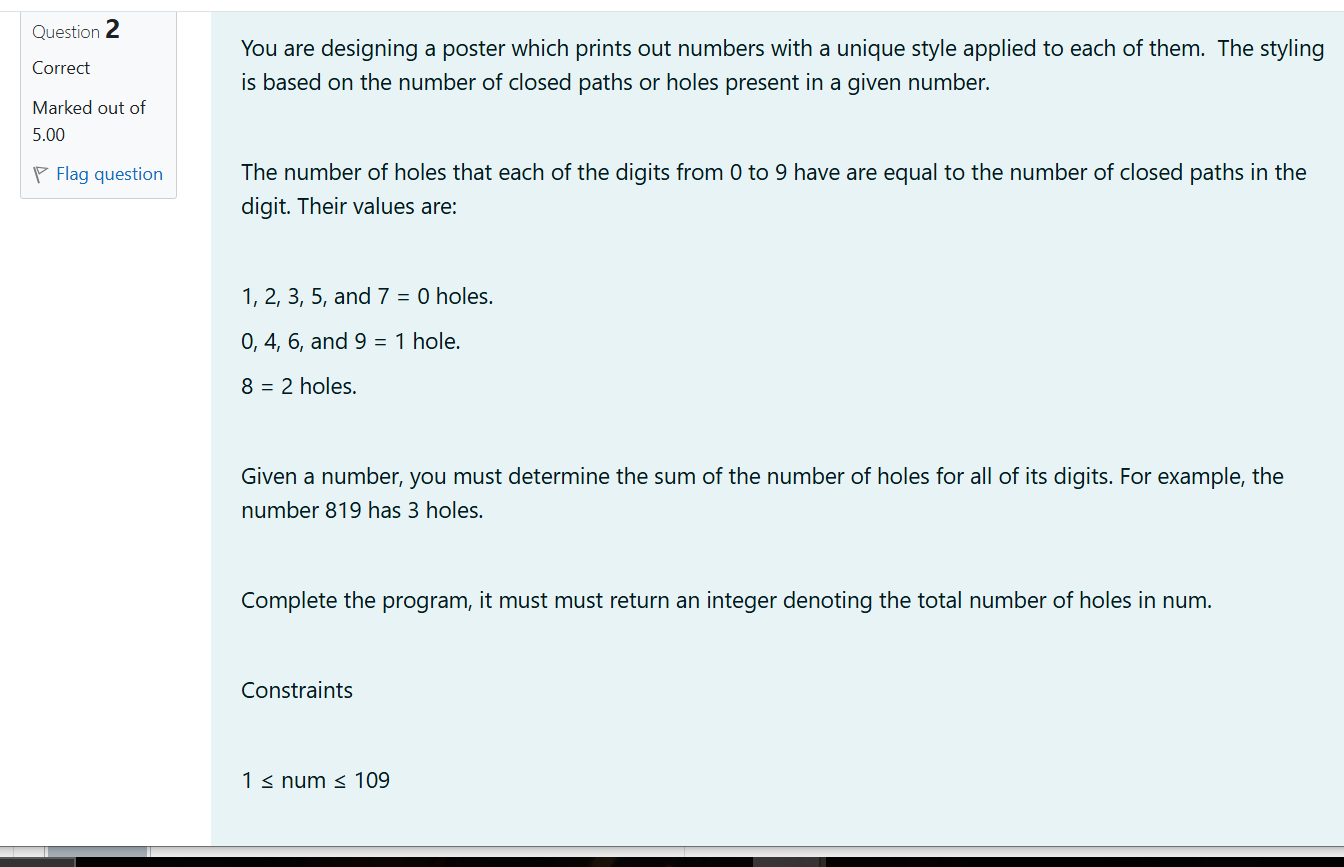 Question 2
Correct
Marked out of
5.00
Flag question
You are designing a poster which prints out numbers with a unique style applied to each of them.  The styling
is based on the number of closed paths or holes present in a given number.
The number of holes that each of the digits from 0 to 9 have are equal to the number of closed paths in the
digit. Their values are:
1, 2, 3, 5, and 7 = 0 holes.
0, 4, 6, and 9 = 1 hole.
8 = 2 holes.
Given a number, you must determine the sum of the number of holes for all of its digits. For example, the
number 819 has 3 holes.
Complete the program, it must must return an integer denoting the total number of holes in num.
Constraints
1 ≤ num ≤ 109